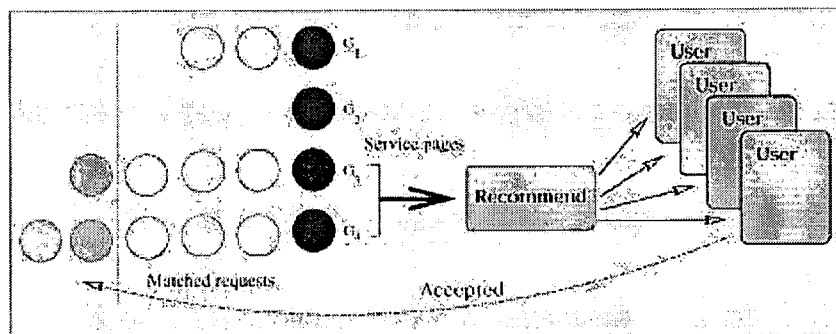 G1
User
User
G2
User
Service pages
User
G3
Recommend
G4
Matched requests
Accepted